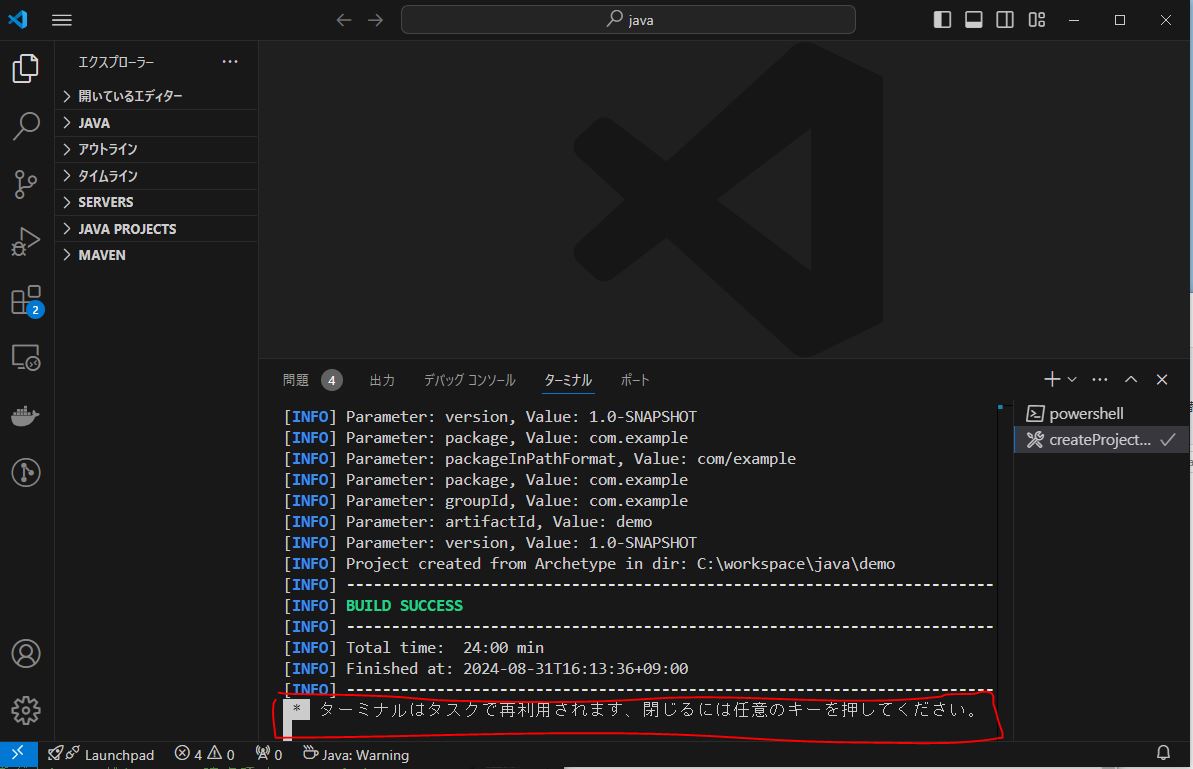 java
エクスプローラー
開いているエディター
JAVA
アウトライン
タイムライン
SERVERS
JAVA PROJECTS
MAVEN
2
問題 4 出力 デバッグ コンソール ターミナル ポート
[INFO] Parameter: version, Value: 1.0-SNAPSHOT
[INFO] Parameter: package, Value: com.example
[INFO] Parameter: packageInPathFormat, Value: com/example
[INFO] Parameter: package, Value: com.example
[INFO] Parameter: groupId, Value: com.example
[INFO] Parameter: artifactId, Value: demo
[INFO] Parameter: version, Value: 1.0-SNAPSHOT
[INFO] Project created from Archetype in dir: C:\workspace\java\demo
[INFO] ------------------------------------------------------------------------
[INFO] BUILD SUCCESS
[INFO] ------------------------------------------------------------------------
[INFO] Total time:  24:00 min
[INFO] Finished at: 2024-08-31T16:13:36+09:00
[INFO] ------------------------------------------------------------------------
* ターミナルはタスクで再利用されます、閉じるには任意のキーを押してください。
powershell
createProject...
Launchpad 4 0 0 Java: Warning